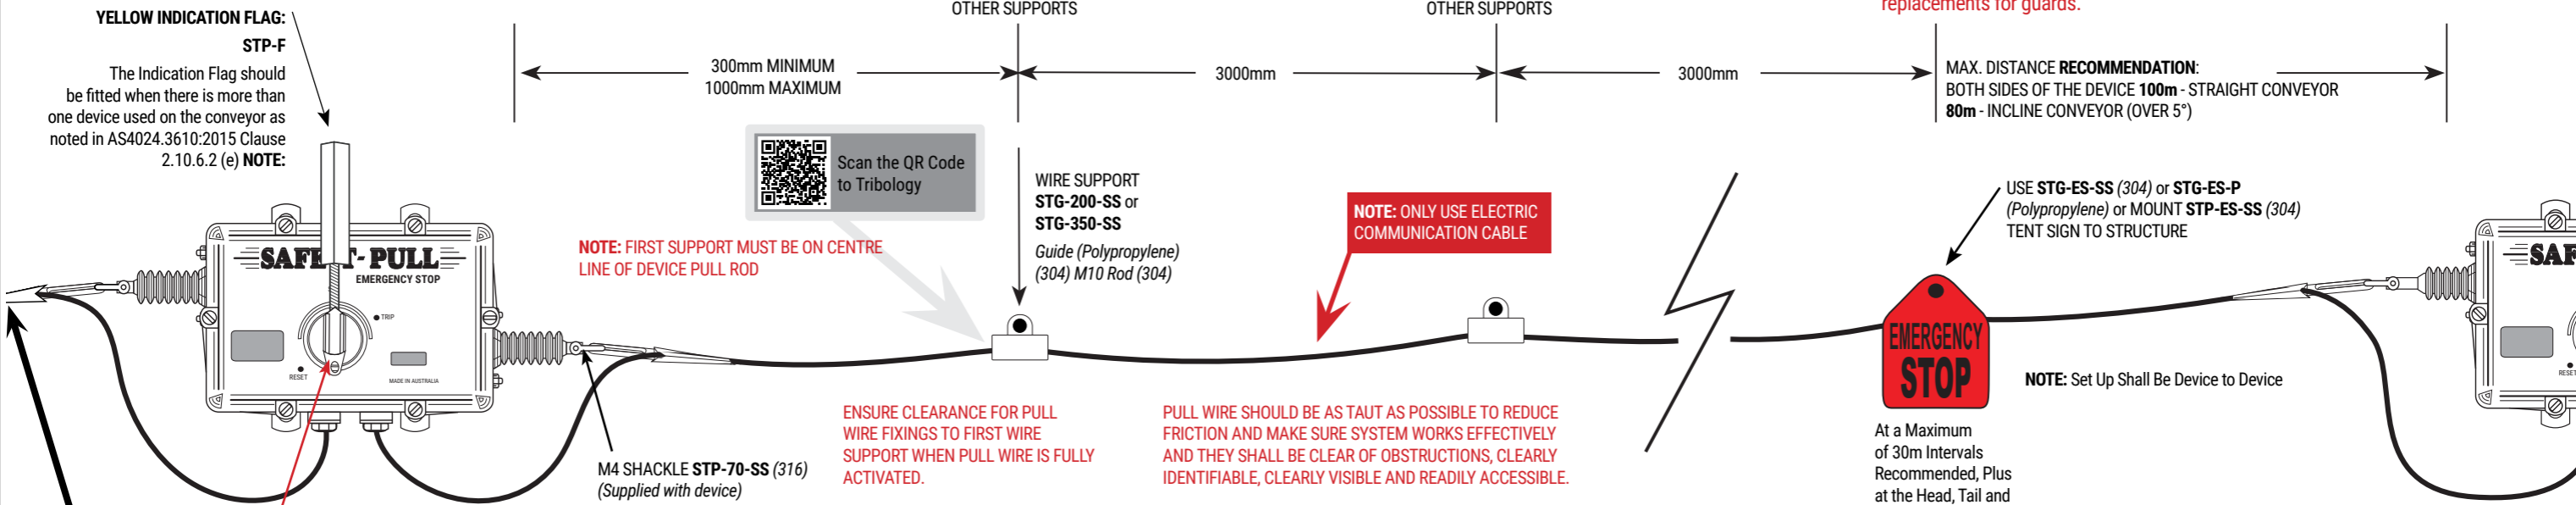 YELLOW INDICATION FLAG:
STP-F
The Indication Flag should
be fitted when there is more than
one device used on the conveyor as
noted in AS4024.3610:2015 Clause
2.10.6.2 (e) NOTE:
OTHER SUPPORTS
OTHER SUPPORTS
replacements for guards.
300mm MINIMUM
1000mm MAXIMUM
3000mm
3000mm
MAX. DISTANCE RECOMMENDATION:
BOTH SIDES OF THE DEVICE 100m - STRAIGHT CONVEYOR
80m - INCLINE CONVEYOR (OVER 5°)
Scan the QR Code
to Tribology
WIRE SUPPORT
STG-200-SS or
STG-350-SS
Guide (Polypropylene)
(304) M10 Rod (304)
NOTE: FIRST SUPPORT MUST BE ON CENTRE
LINE OF DEVICE PULL ROD
NOTE: ONLY USE ELECTRIC
COMMUNICATION CABLE
USE STG-ES-SS (304) or STG-ES-P
(Polypropylene) or MOUNT STP-ES-SS (304)
TENT SIGN TO STRUCTURE
EMERGENCY STOP
TRIP
RESET
MADE IN AUSTRALIA
EMERGENCY
STOP
NOTE: Set Up Shall Be Device to Device
RESET
M4 SHACKLE STP-70-SS (316)
(Supplied with device)
ENSURE CLEARANCE FOR PULL
WIRE FIXINGS TO FIRST WIRE
SUPPORT WHEN PULL WIRE IS FULLY
ACTIVATED.
PULL WIRE SHOULD BE AS TAUT AS POSSIBLE TO REDUCE
FRICTION AND MAKE SURE SYSTEM WORKS EFFECTIVELY
AND THEY SHALL BE CLEAR OF OBSTRUCTIONS, CLEARLY
IDENTIFIABLE, CLEARLY VISIBLE AND READILY ACCESSIBLE.
At a Maximum
of 30m Intervals
Recommended, Plus
at the Head, Tail and